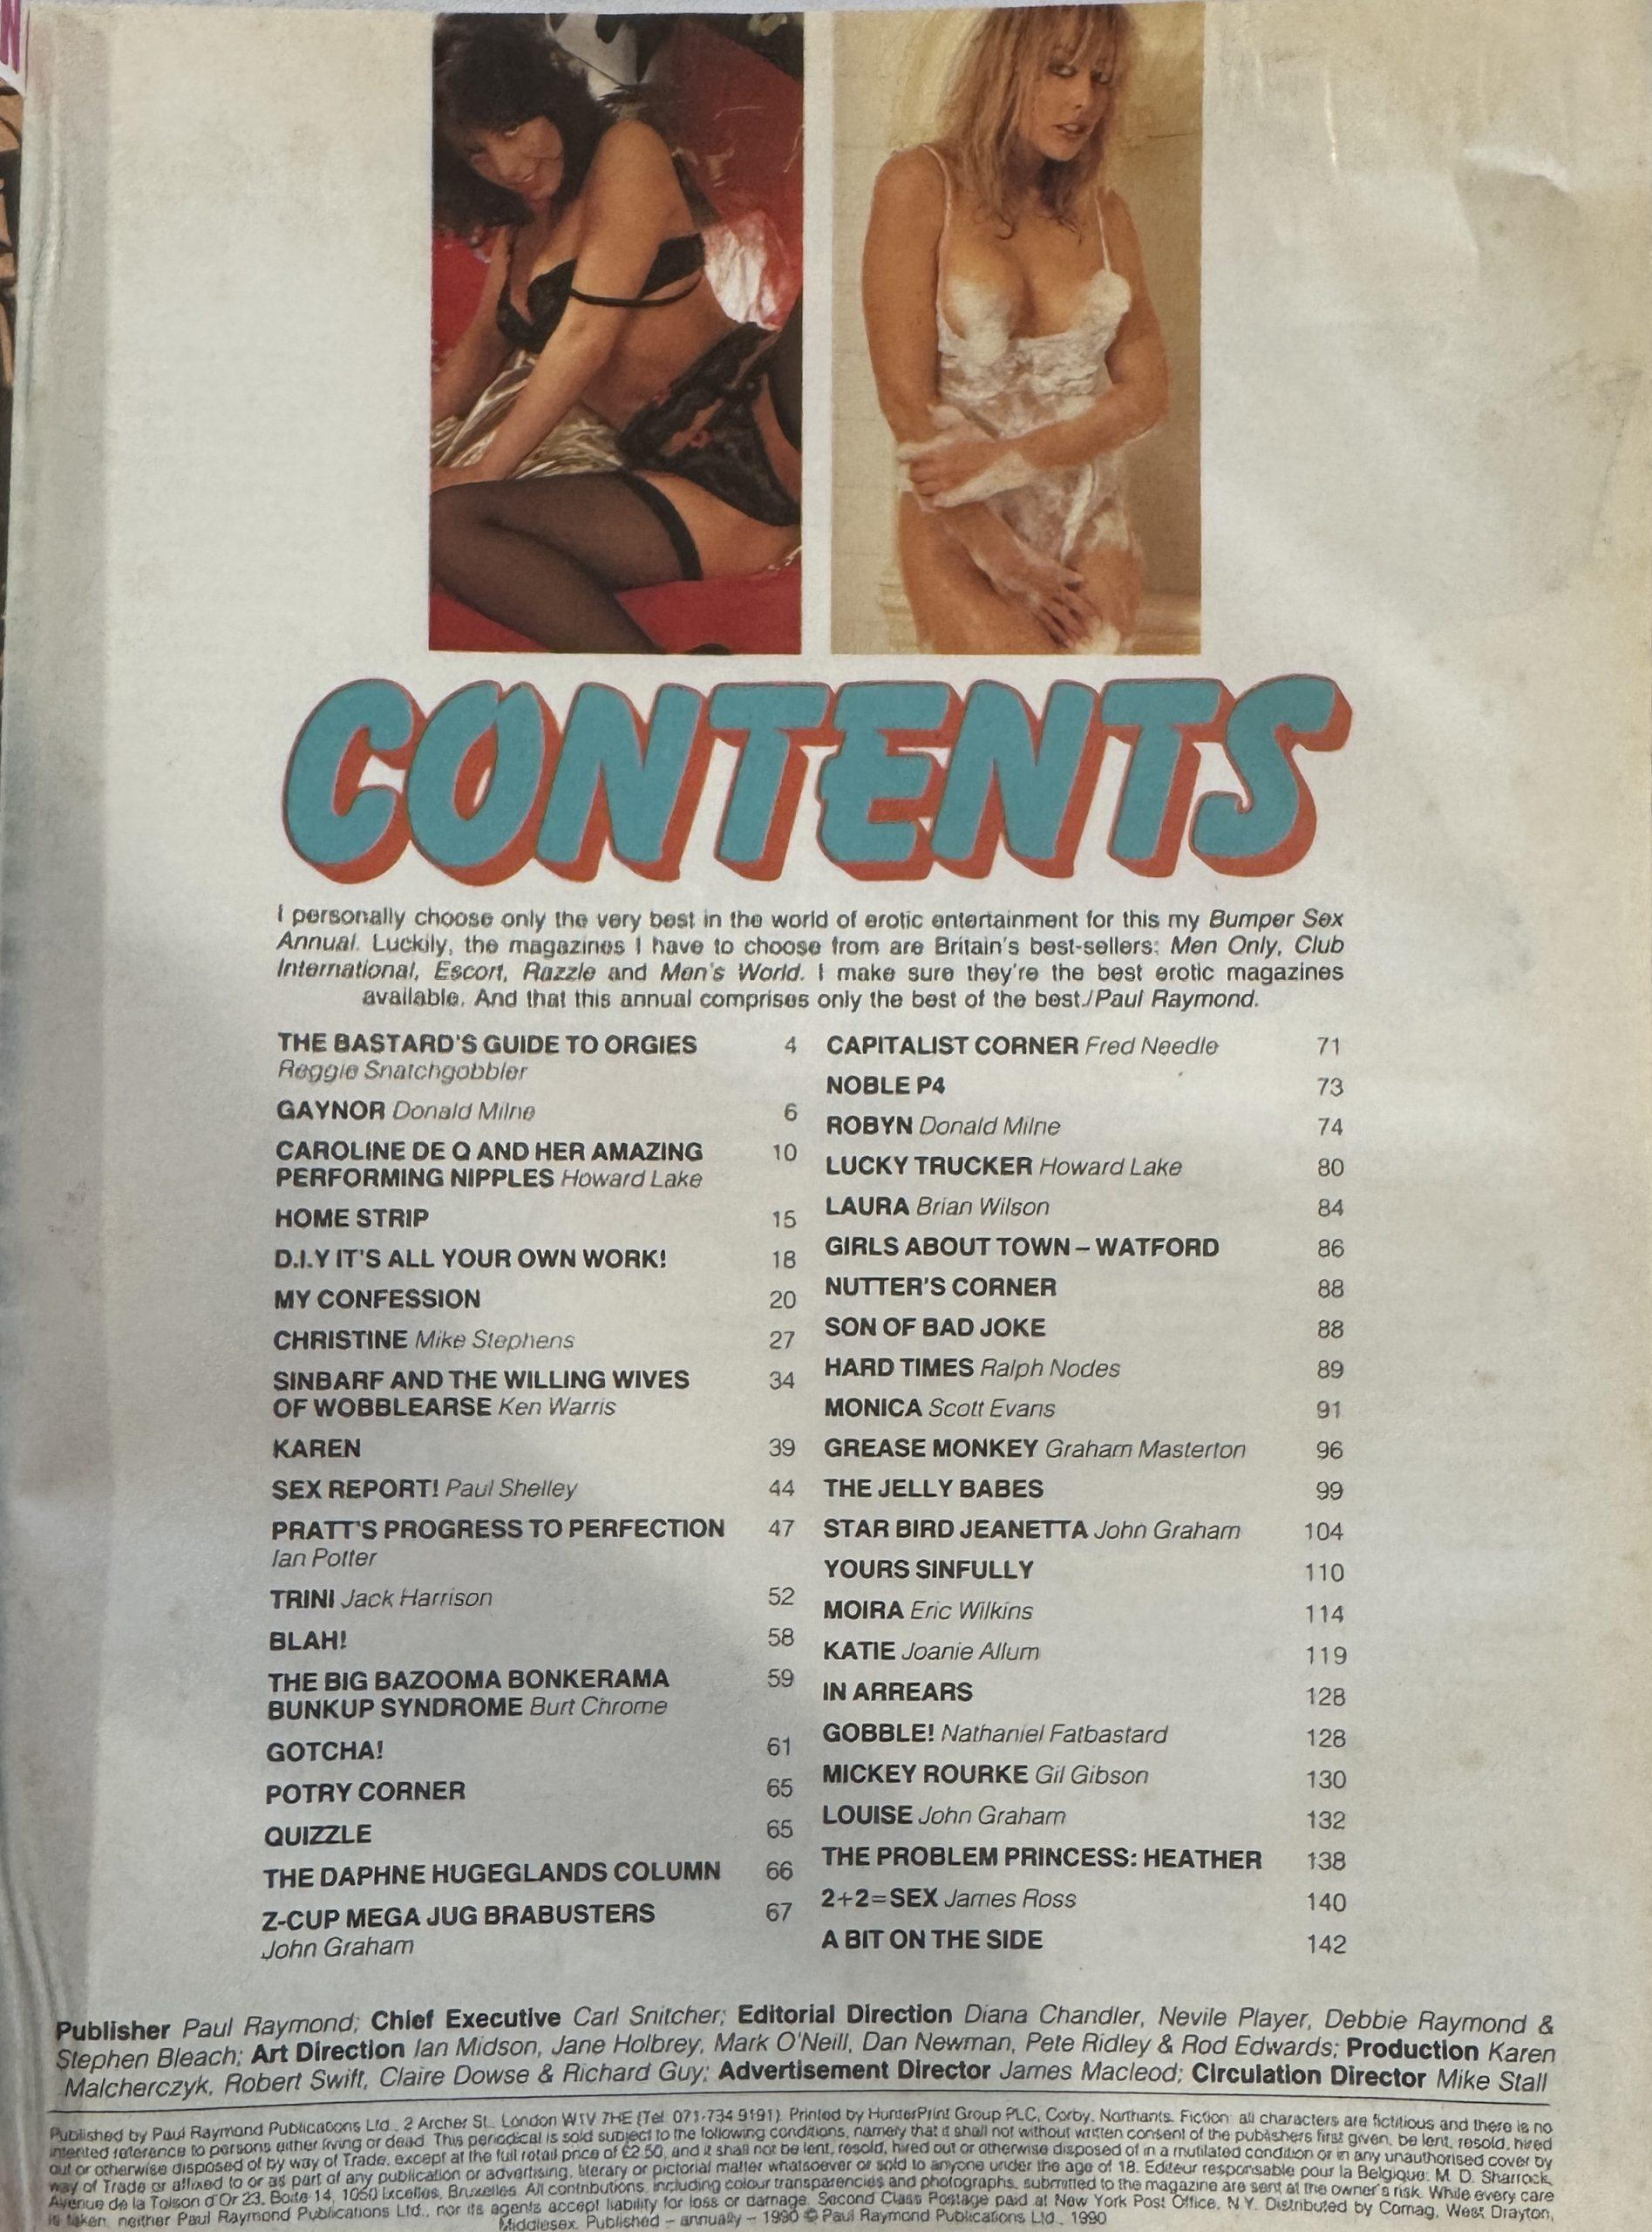 CONTENTS
I personally choose only the very best in the world of erotic entertainment for this my Bumper Sex
Annual. Luckily, the magazines I have to choose from are Britain's best-sellers: Men Only, Club
International, Escort, Razzle and Men's World. I make sure they're the best erotic magazines
available. And that this annual comprises only the best of the best./Paul Raymond.
THE BASTARD'S GUIDE TO ORGIES 4
Reggie Snatchgobbler
GAYNOR Donald Milne 6
CAROLINE DE Q AND HER AMAZING 10
PERFORMING NIPPLES Howard Lake
HOME STRIP 15
D.I.Y IT'S ALL YOUR OWN WORK! 18
MY CONFESSION 20
CHRISTINE Mike Stephens 27
SINBARF AND THE WILLING WIVES 34
OF WOBBLEARSE Ken Warris
KAREN 39
SEX REPORT! Paul Shelley 44
PRATT'S PROGRESS TO PERFECTION 47
Ian Potter
TRINI Jack Harrison 52
BLAH! 58
THE BIG BAZOOMA BONKERAMA 59
BUNKUP SYNDROME Burt Chrome
GOTCHA! 61
POTRY CORNER 65
QUIZZLE 65
THE DAPHNE HUGEGLANDS COLUMN 66
Z-CUP MEGA JUG BRABUSTERS 67
John Graham
CAPITALIST CORNER Fred Needle 71
NOBLE P4 73
ROBYN Donald Milne 74
LUCKY TRUCKER Howard Lake 80
LAURA Brian Wilson 84
GIRLS ABOUT TOWN – WATFORD 86
NUTTER'S CORNER 88
SON OF BAD JOKE 88
HARD TIMES Ralph Nodes 89
MONICA Scott Evans 91
GREASE MONKEY Graham Masterton 96
THE JELLY BABES 99
STAR BIRD JEANETTA John Graham 104
YOURS SINFULLY 110
MOIRA Eric Wilkins 114
KATIE Joanie Allum 119
IN ARREARS 128
GOBBLE! Nathaniel Fatbastard 128
MICKEY ROURKE Gil Gibson 130
LOUISE John Graham 132
THE PROBLEM PRINCESS: HEATHER 138
2+2=SEX James Ross 140
A BIT ON THE SIDE 142
Publisher Paul Raymond; Chief Executive Carl Snitcher; Editorial Direction Diana Chandler, Nevile Player, Debbie Raymond &
Stephen Bleach; Art Direction Ian Midson, Jane Holbrey, Mark O'Neill, Dan Newman, Pete Ridley & Rod Edwards; Production Karen
Malcherczyk, Robert Swift, Claire Dowse & Richard Guy; Advertisement Director James Macleod; Circulation Director Mike Stall
Published by Paul Raymond Publications Ltd., 2 Archer St., London W1V 7HE (Tel. 071-734 9191). Printed by HunterPrint Group PLC, Corby, Northants. Fiction: all characters are fictitious and there is no
intented reference to persons either living or dead. This periodical is sold subject to the following conditions, namely that it shall not without written consent of the publishers first given, be lent, resold, hired
out or otherwise disposed of by way of Trade, except at the full retail price of £2.50, and it shall not be lent, resold, hired out or otherwise disposed of in a mutilated condition or in any unauthorised cover by
way of Trade or affixed to or as part of any publication or advertising, literary or pictorial matter whatsoever or sold to anyone under the age of 18. Editeur responsable pour la Belgique: M. D. Sharrock,
Avenue de la Toison d'Or 23, Boite 14, 1050 Ixcelles, Bruxelles. All contributions, including colour transparencies and photographs, submitted to the magazine are sent at the owner's risk. While every care
is taken, neither Paul Raymond Publications Ltd., nor its agents accept liability for loss or damage. Second Class Postage paid at New York Post Office, N.Y. Distributed by Comag, West Drayton,
Middlesex. Published – annually – 1990 © Paul Raymond Publications Ltd., 1990